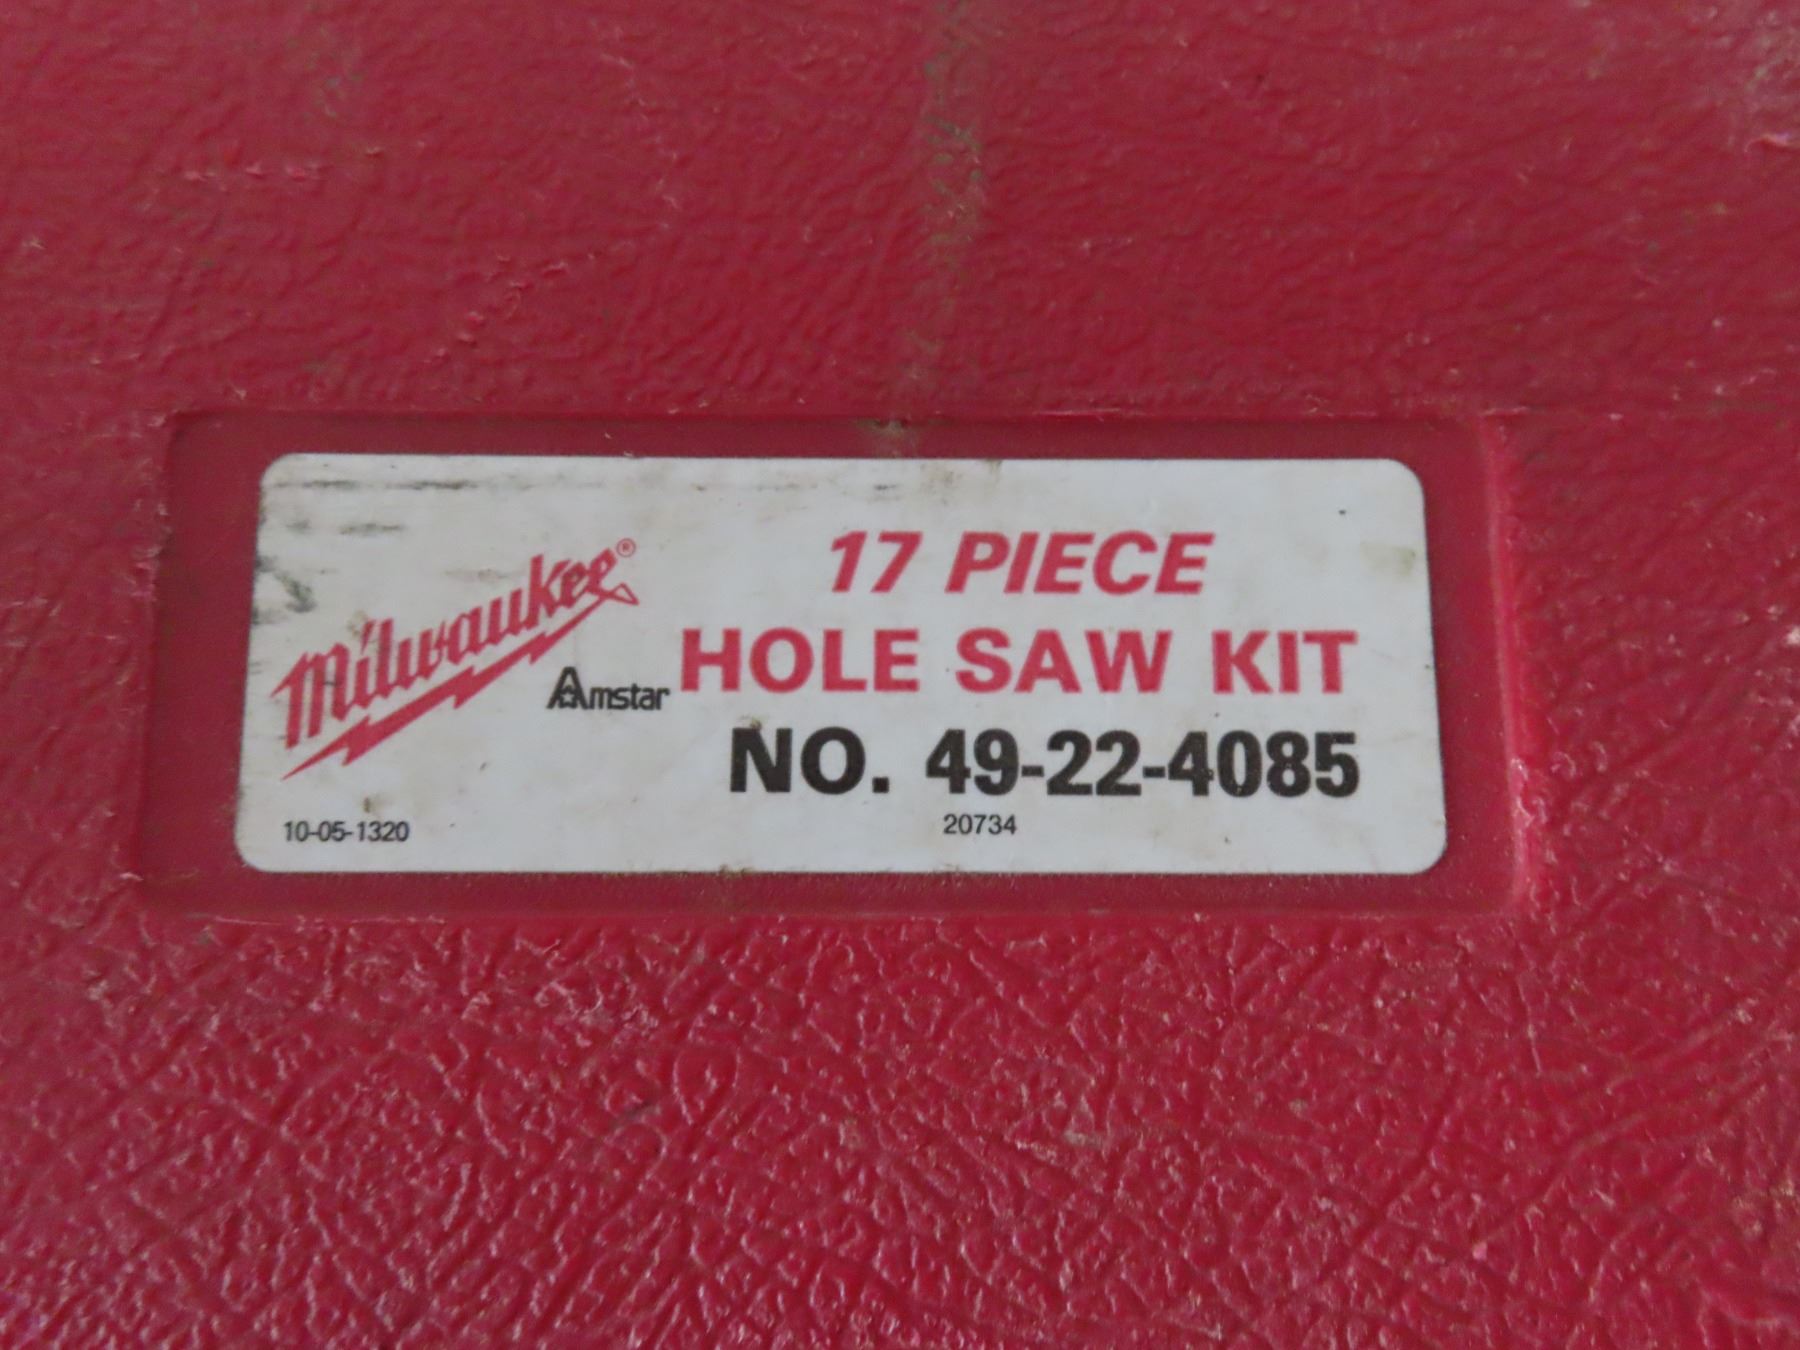 Milwaukee®
Amstar
17 PIECE
HOLE SAW KIT
NO. 49-22-4085
10-05-1320
20734